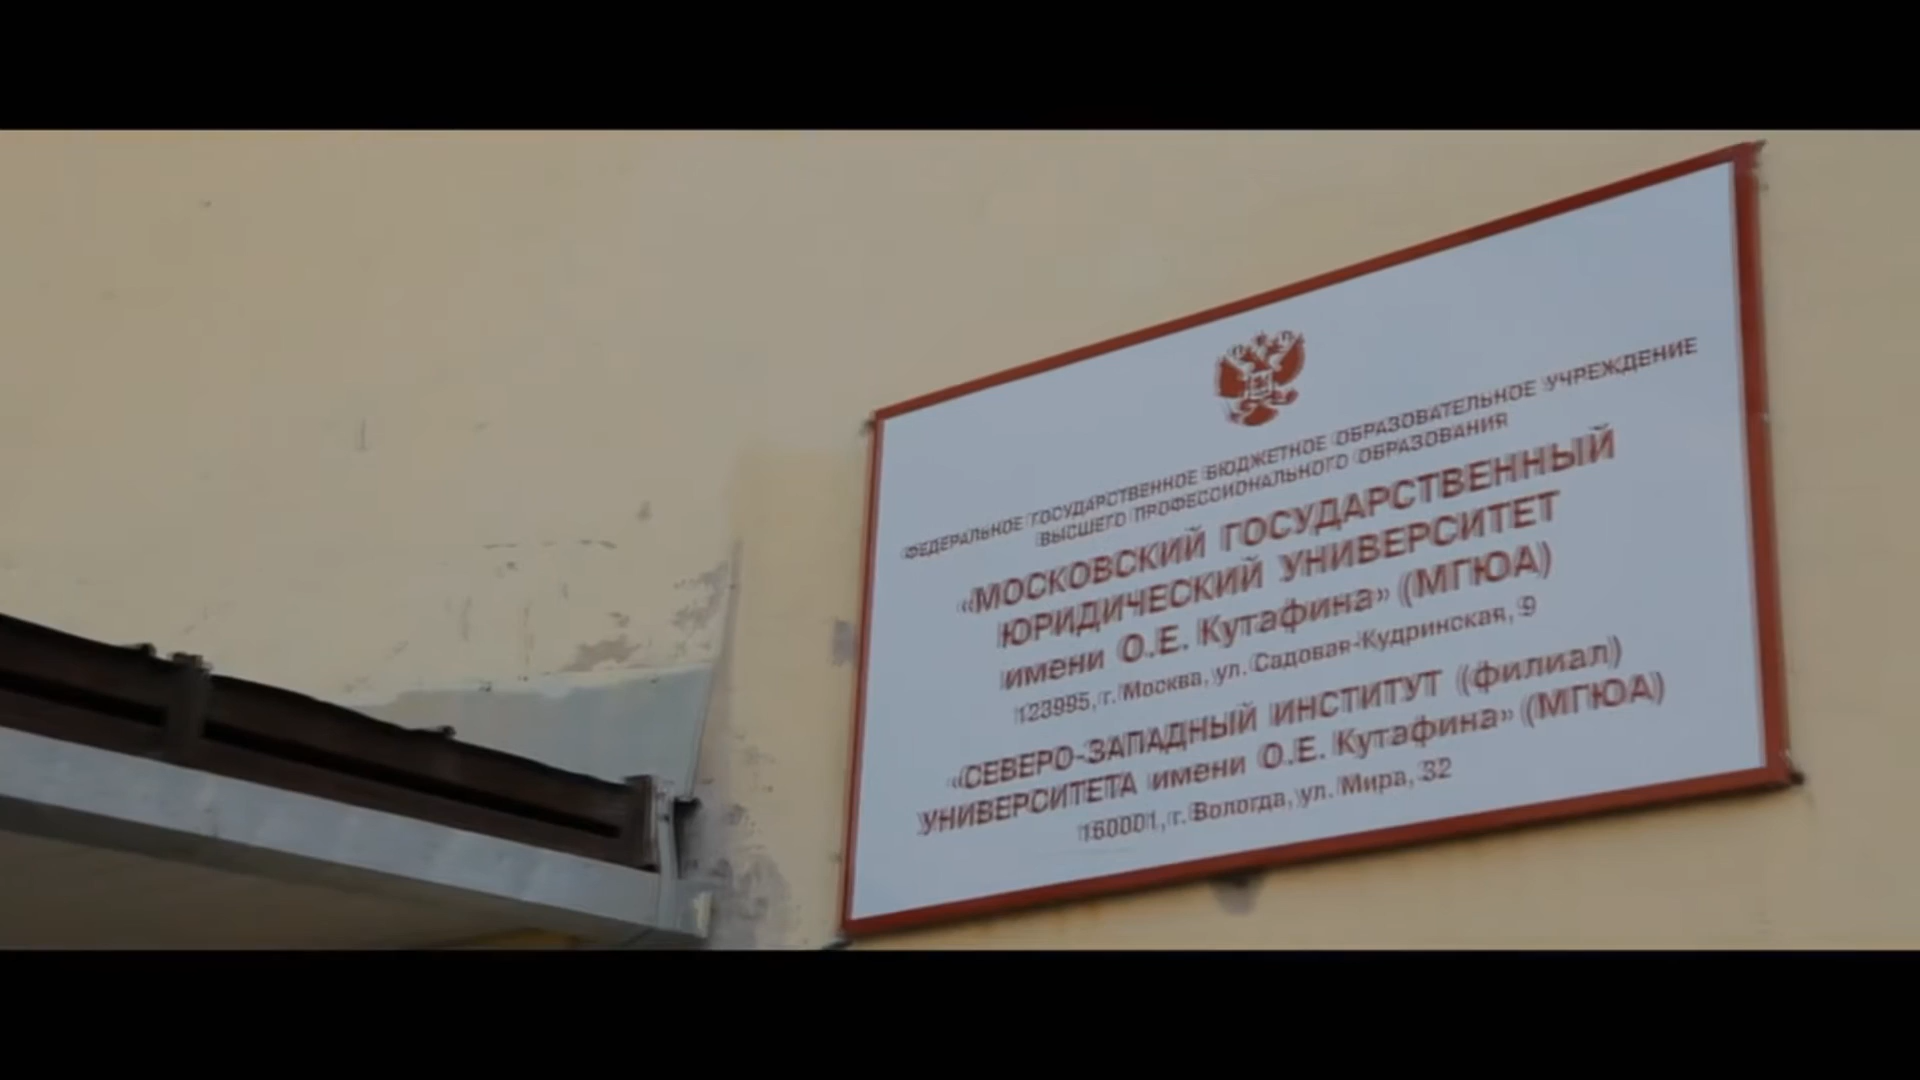 ФЕДЕРАЛЬНОЕ ГОСУДАРСТВЕННОЕ БЮДЖЕТНОЕ ОБРАЗОВАТЕЛЬНОЕ УЧРЕЖДЕНИЕ
ВЫСШЕГО ПРОФЕССИОНАЛЬНОГО ОБРАЗОВАНИЯ
«МОСКОВСКИЙ ГОСУДАРСТВЕННЫЙ
ЮРИДИЧЕСКИЙ УНИВЕРСИТЕТ
имени О.Е. Кутафина» (МГЮА)
123995, г. Москва, ул. Садовая-Кудринская, 9
«СЕВЕРО-ЗАПАДНЫЙ ИНСТИТУТ (филиал)
УНИВЕРСИТЕТА имени О.Е. Кутафина» (МГЮА)
160001, г. Вологда, ул. Мира, 32